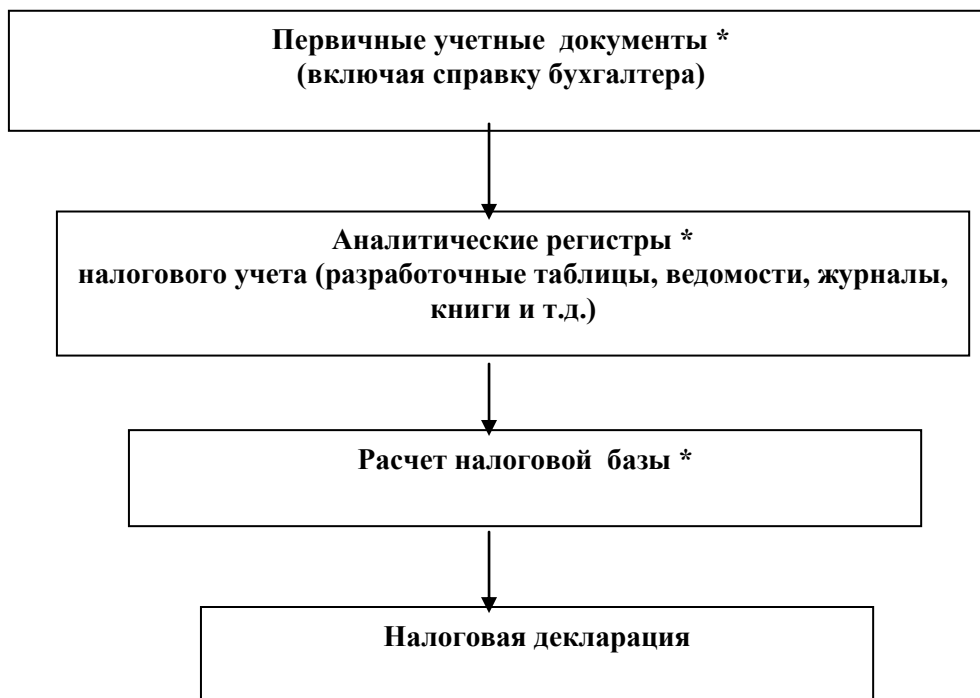 Первичные учетные документы *
(включая справку бухгалтера)
Аналитические регистры *
налогового учета (разработочные таблицы, ведомости, журналы,
книги и т.д.)
Расчет налоговой базы *
Налоговая декларация